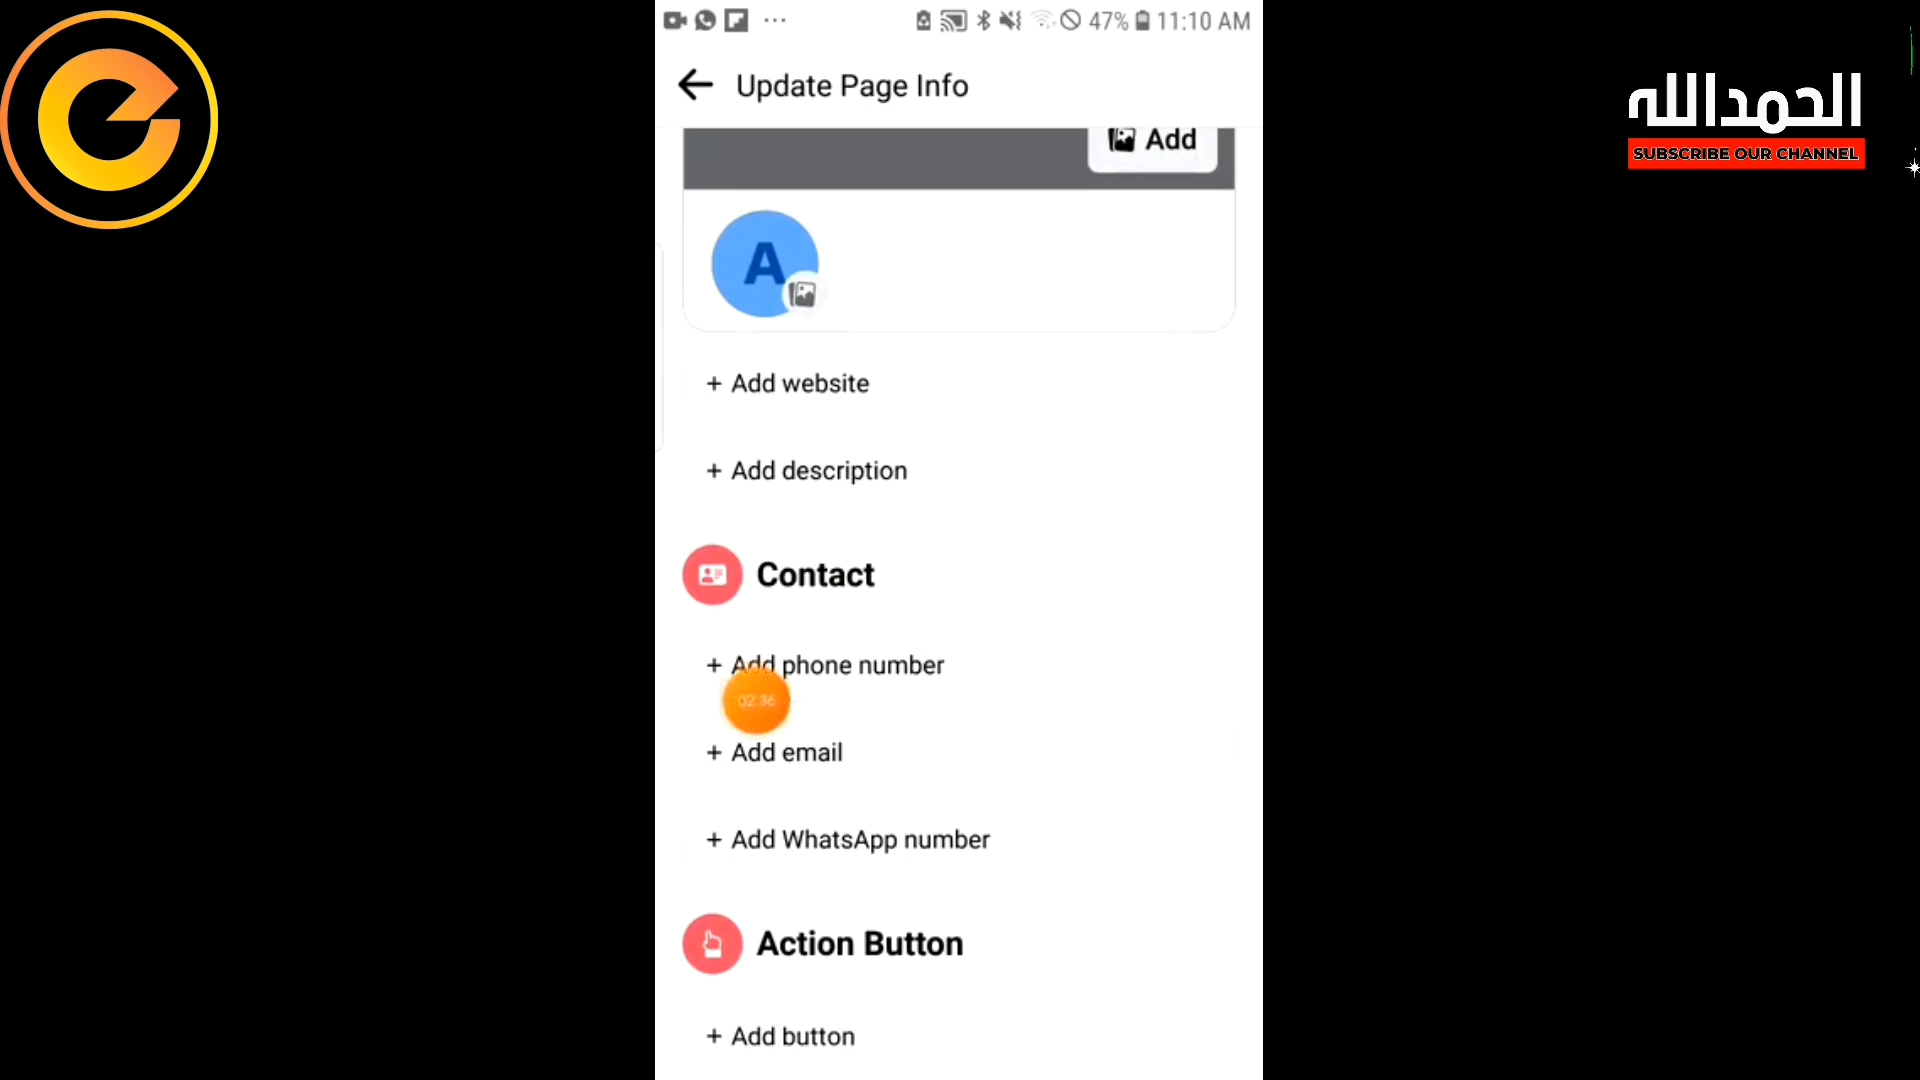 47% 11:10 AM
Update Page Info
Add
A
+ Add website
+ Add description
Contact
+ Add phone number
02:36
+ Add email
+ Add WhatsApp number
Action Button
+ Add button
الحمدالله
SUBSCRIBE OUR CHANNEL